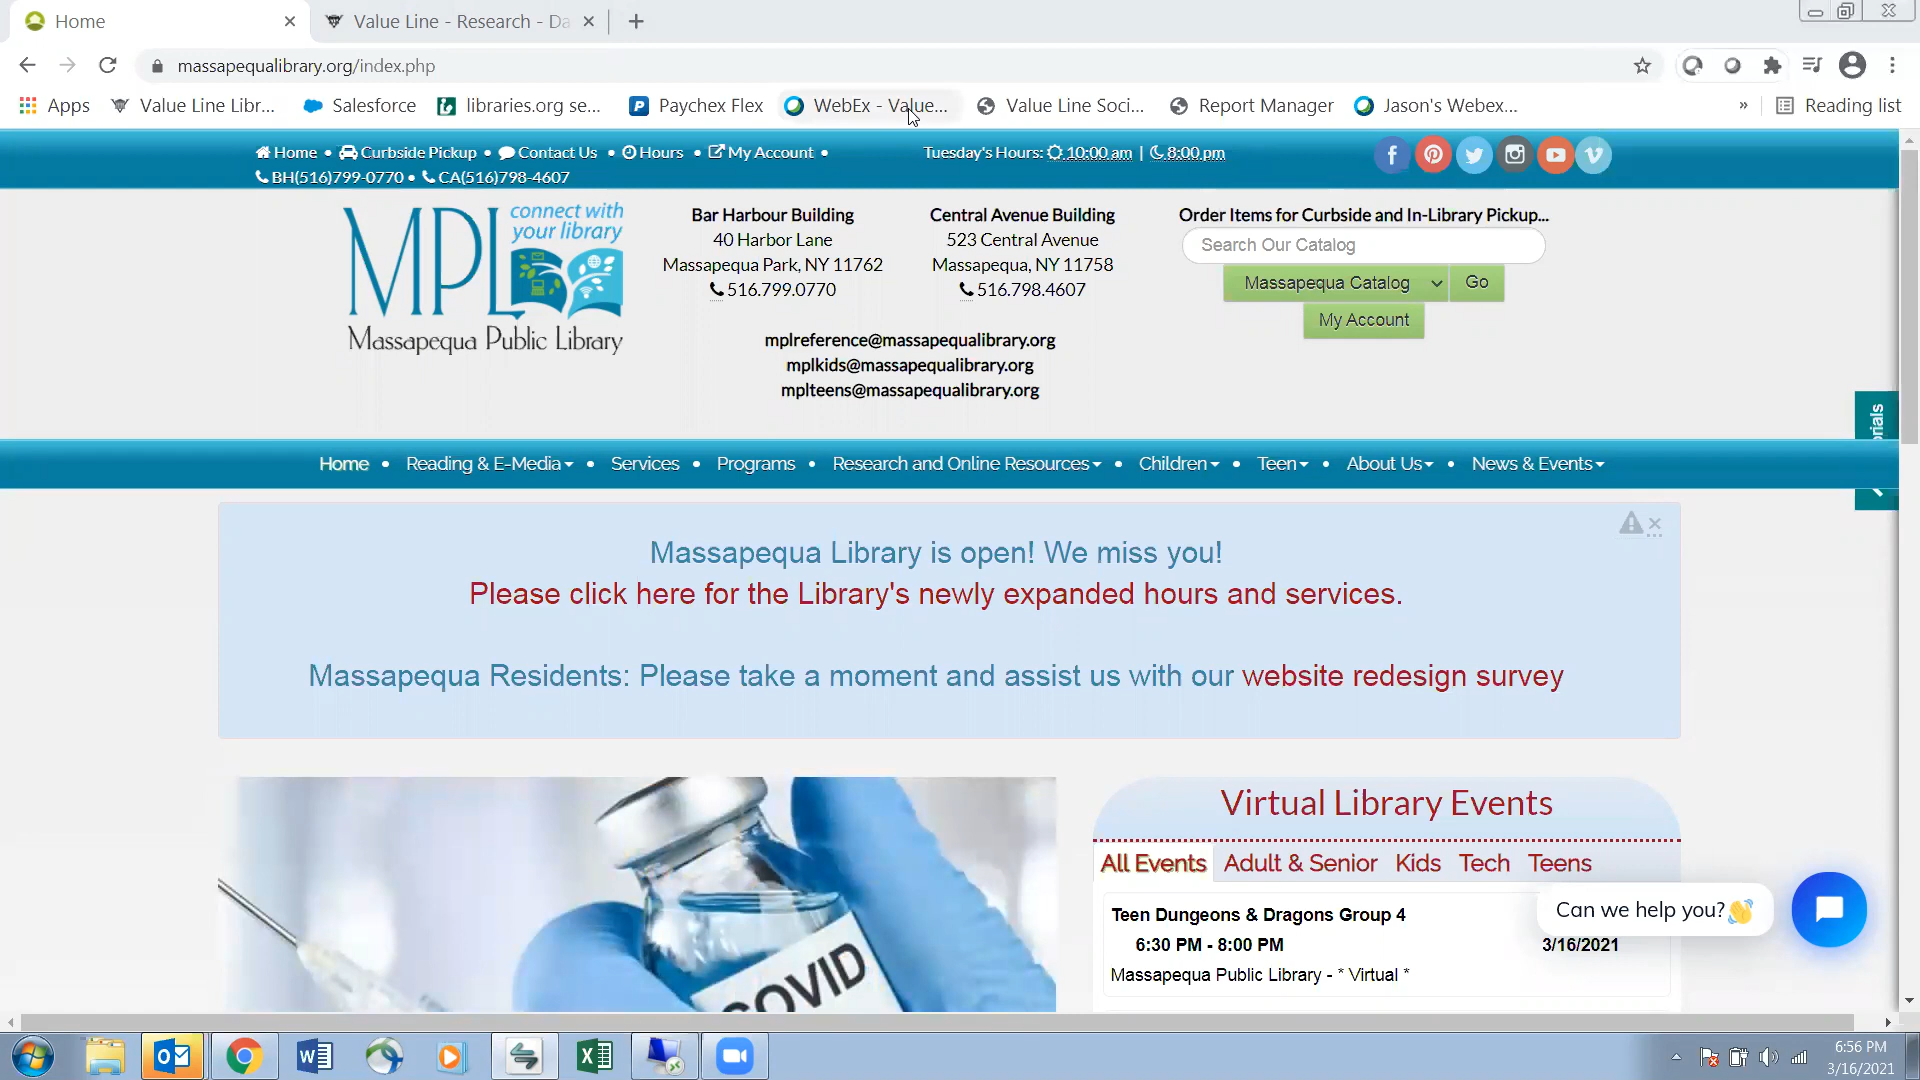 Home
Value Line - Research - Da
massapequalibrary.org/index.php
Apps
Value Line Libr...
Salesforce
libraries.org se...
Paychex Flex
WebEx - Value...
Value Line Soci...
Report Manager
Jason's Webex...
»
Reading list
Home • Curbside Pickup • Contact Us • Hours • My Account •
BH(516)799-0770 • CA(516)798-4607
Tuesday's Hours: 10:00 am | 8:00 pm
MPL
connect with
your library
Massapequa Public Library
Bar Harbour Building
40 Harbor Lane
Massapequa Park, NY 11762
516.799.0770
Central Avenue Building
523 Central Avenue
Massapequa, NY 11758
516.798.4607
mplreference@massapequalibrary.org
mplkids@massapequalibrary.org
mplteens@massapequalibrary.org
Order Items for Curbside and In-Library Pickup...
Search Our Catalog
Massapequa Catalog
Go
My Account
Home • Reading & E-Media • Services • Programs • Research and Online Resources • Children • Teen • About Us • News & Events
Massapequa Library is open! We miss you!
Please click here for the Library's newly expanded hours and services.
Massapequa Residents: Please take a moment and assist us with our website redesign survey
COVID
Virtual Library Events
All Events
Adult & Senior
Kids
Tech
Teens
Teen Dungeons & Dragons Group 4
6:30 PM - 8:00 PM
3/16/2021
Massapequa Public Library - * Virtual *
Can we help you?👋
6:56 PM
3/16/2021